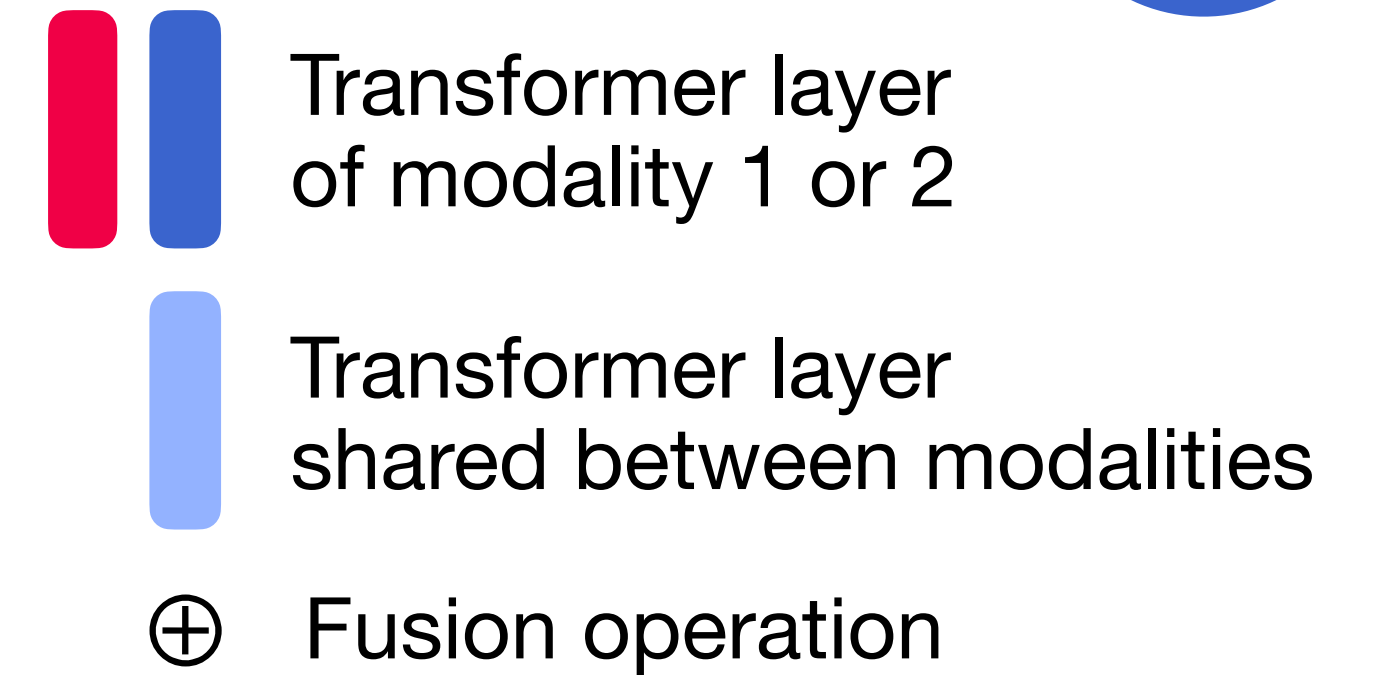 Transformer layer
of modality 1 or 2
Transformer layer
shared between modalities
⊕ Fusion operation